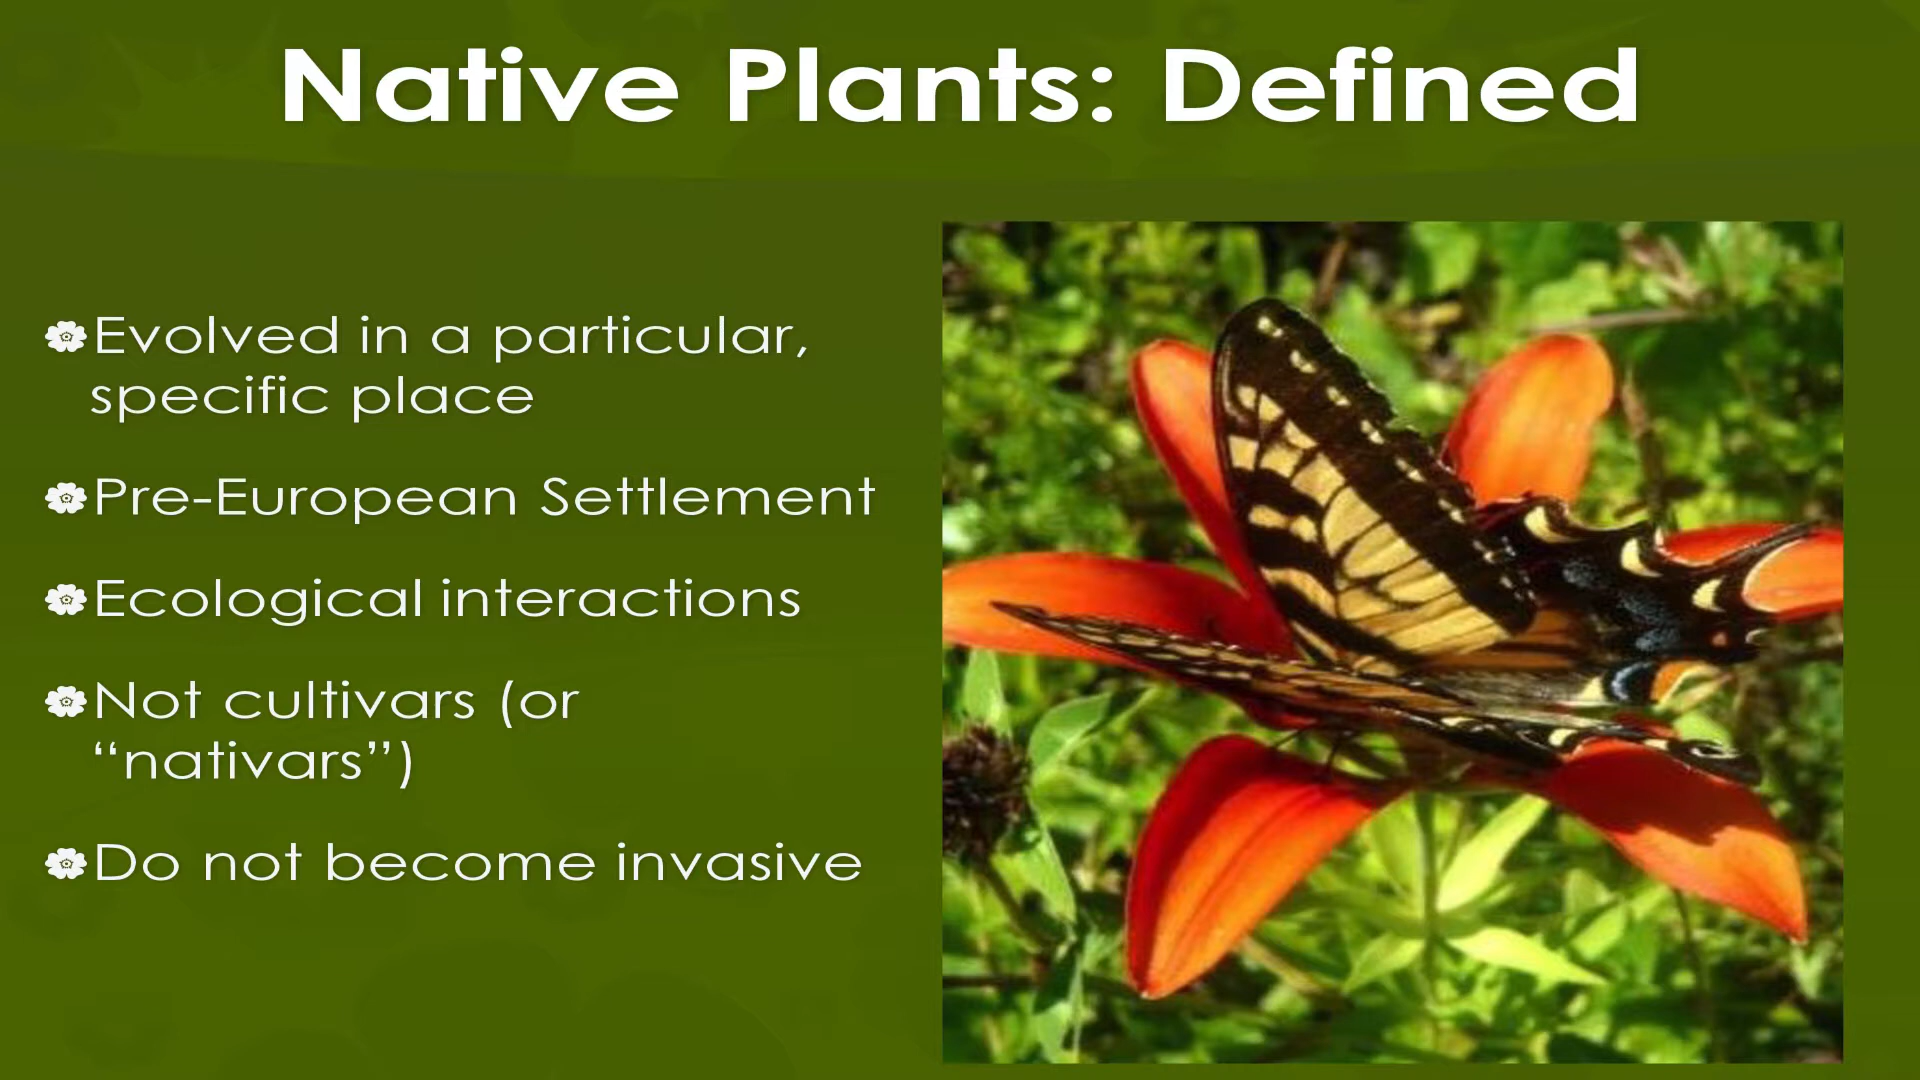 Native Plants: Defined
Evolved in a particular,
specific place
Pre-European Settlement
Ecological interactions
Not cultivars (or
“nativars”)
Do not become invasive